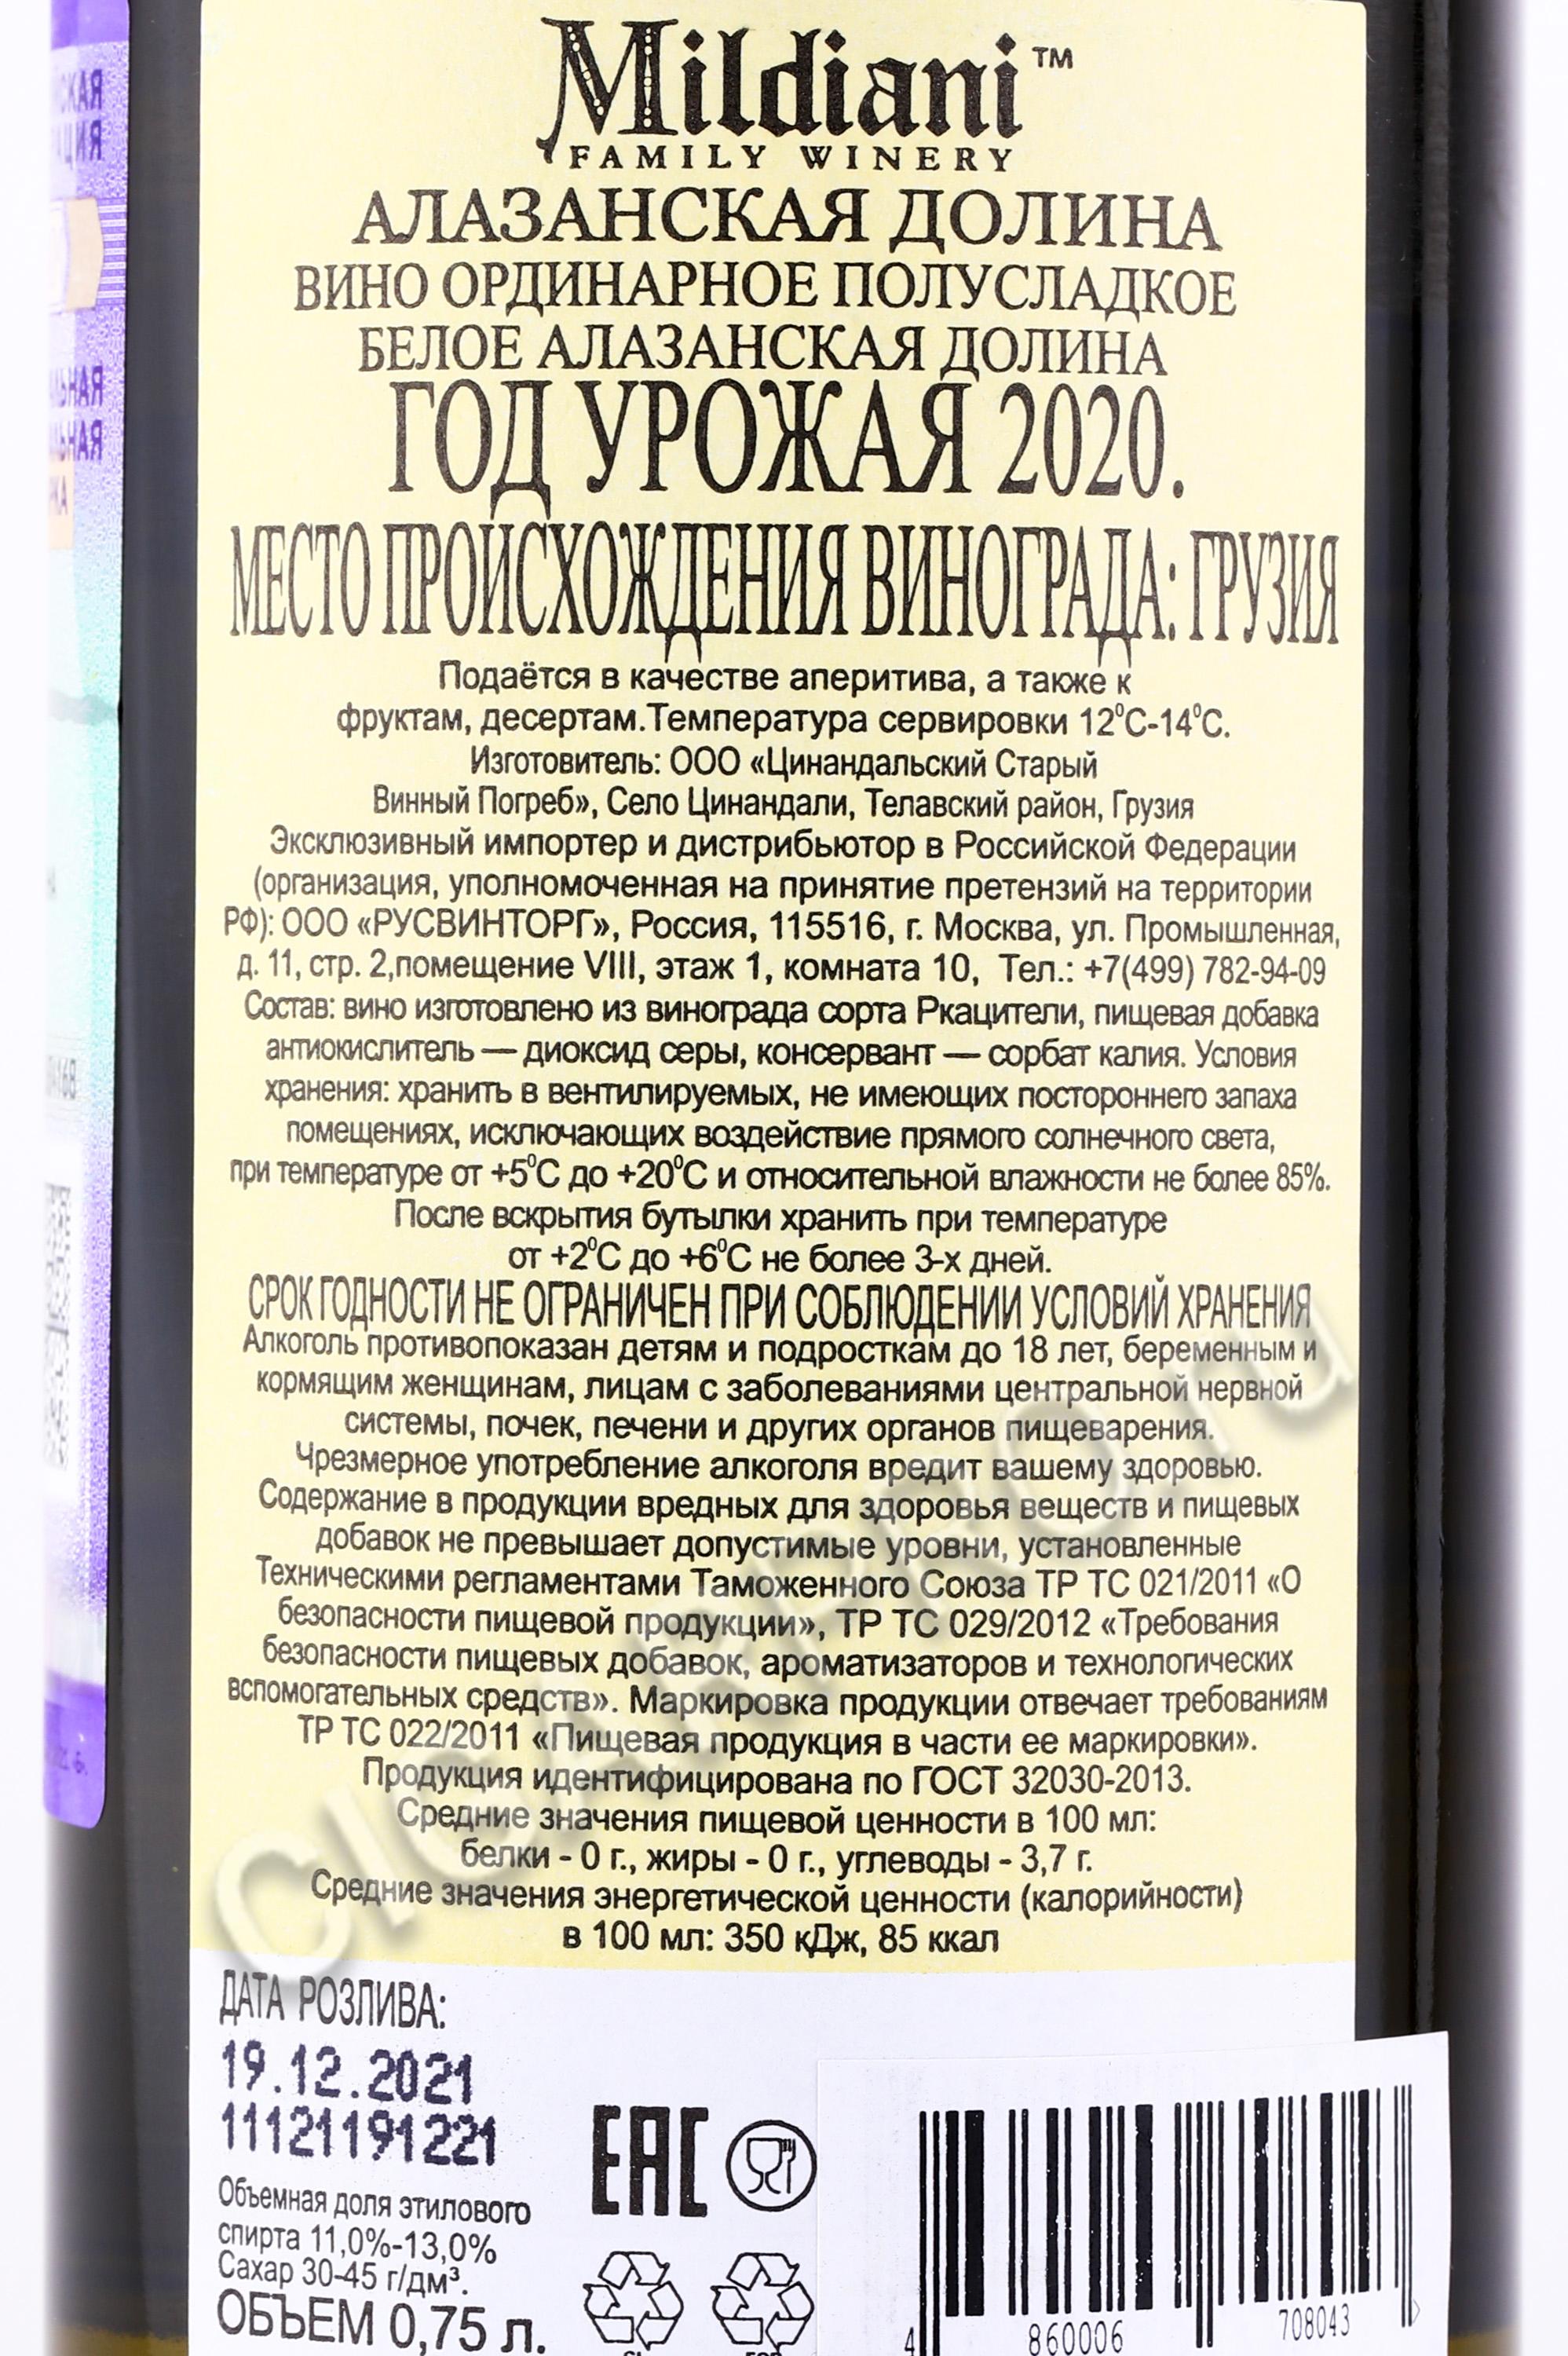 Mildiani™
FAMILY WINERY
АЛАЗАНСКАЯ ДОЛИНА
ВИНО ОРДИНАРНОЕ ПОЛУСЛАДКОЕ
БЕЛОЕ АЛАЗАНСКАЯ ДОЛИНА
ГОД УРОЖАЯ 2020.
МЕСТО ПРОИСХОЖДЕНИЯ ВИНОГРАДА: ГРУЗИЯ
Подаётся в качестве аперитива, а также к
фруктам, десертам.Температура сервировки 12⁰С-14⁰С.
Изготовитель: ООО «Цинандальский Старый
Винный Погреб», Село Цинандали, Телавский район, Грузия
Эксклюзивный импортер и дистрибьютор в Российской Федерации
(организация, уполномоченная на принятие претензий на территории
РФ): ООО «РУСВИНТОРГ», Россия, 115516, г. Москва, ул. Промышленная,
д. 11, стр. 2,помещение VIII, этаж 1, комната 10, Тел.: +7(499) 782-94-09
Состав: вино изготовлено из винограда сорта Ркацители, пищевая добавка
антиокислитель — диоксид серы, консервант — сорбат калия. Условия
хранения: хранить в вентилируемых, не имеющих постороннего запаха
помещениях, исключающих воздействие прямого солнечного света,
при температуре от +5⁰С до +20⁰С и относительной влажности не более 85%.
После вскрытия бутылки хранить при температуре
от +2⁰С до +6⁰С не более 3-х дней.
СРОК ГОДНОСТИ НЕ ОГРАНИЧЕН ПРИ СОБЛЮДЕНИИ УСЛОВИЙ ХРАНЕНИЯ
Алкоголь противопоказан детям и подросткам до 18 лет, беременным и
кормящим женщинам, лицам с заболеваниями центральной нервной
системы, почек, печени и других органов пищеварения.
Чрезмерное употребление алкоголя вредит вашему здоровью.
Содержание в продукции вредных для здоровья веществ и пищевых
добавок не превышает допустимые уровни, установленные
Техническими регламентами Таможенного Союза ТР ТС 021/2011 «О
безопасности пищевой продукции», ТР ТС 029/2012 «Требования
безопасности пищевых добавок, ароматизаторов и технологических
вспомогательных средств». Маркировка продукции отвечает требованиям
ТР ТС 022/2011 «Пищевая продукция в части ее маркировки».
Продукция идентифицирована по ГОСТ 32030-2013.
Средние значения пищевой ценности в 100 мл:
белки - 0 г., жиры - 0 г., углеводы - 3,7 г.
Средние значения энергетической ценности (калорийности)
в 100 мл: 350 кДж, 85 ккал
ДАТА РОЗЛИВА:
19.12.2021
11121191221
Объемная доля этилового
спирта 11,0%-13,0%
Сахар 30-45 г/дм³.
ОБЪЕМ 0,75 л.
EAC
4 860006 708043